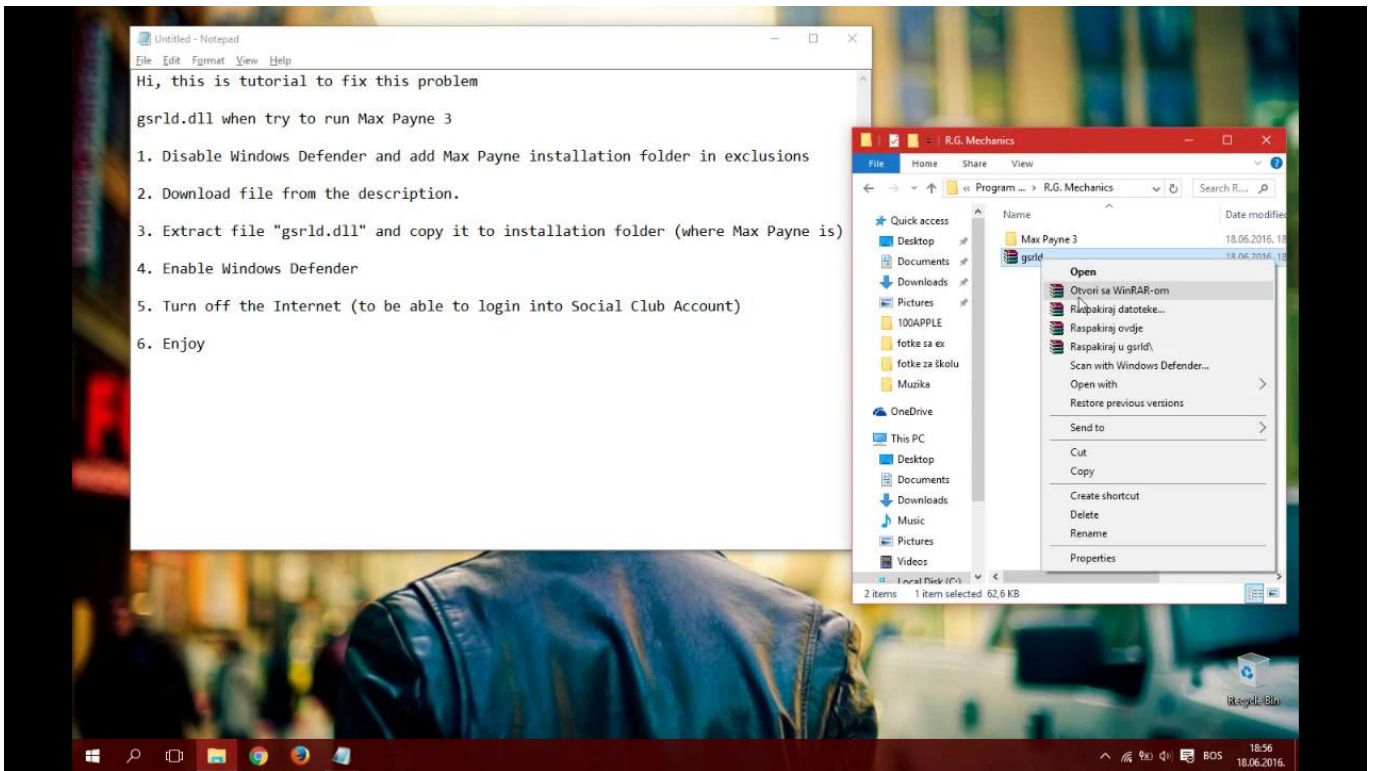 Untitled - Notepad
File Edit Format View Help
Hi, this is tutorial to fix this problem
gsrld.dll when try to run Max Payne 3
1. Disable Windows Defender and add Max Payne installation folder in exclusions
2. Download file from the description.
3. Extract file "gsrld.dll" and copy it to installation folder (where Max Payne is)
4. Enable Windows Defender
5. Turn off the Internet (to be able to login into Social Club Account)
6. Enjoy
R.G. Mechanics
File Home Share View
« Program ... › R.G. Mechanics
Search R....
Quick access
Desktop
Documents
Downloads
Pictures
100APPLE
fotke sa ex
fotke za školu
Muzika
OneDrive
This PC
Desktop
Documents
Downloads
Music
Pictures
Videos
Local Disk (C:)
Name Date modified
Max Payne 3 18.06.2016. 18
gsrld 18.06.2016. 18
Open
Otvori sa WinRAR-om
Raspakiraj datoteke...
Raspakiraj ovdje
Raspakiraj u gsrld\
Scan with Windows Defender...
Open with
Restore previous versions
Send to
Cut
Copy
Create shortcut
Delete
Rename
Properties
2 items 1 item selected 62,6 KB
Recycle Bin
BOS
18:56
18.06.2016.